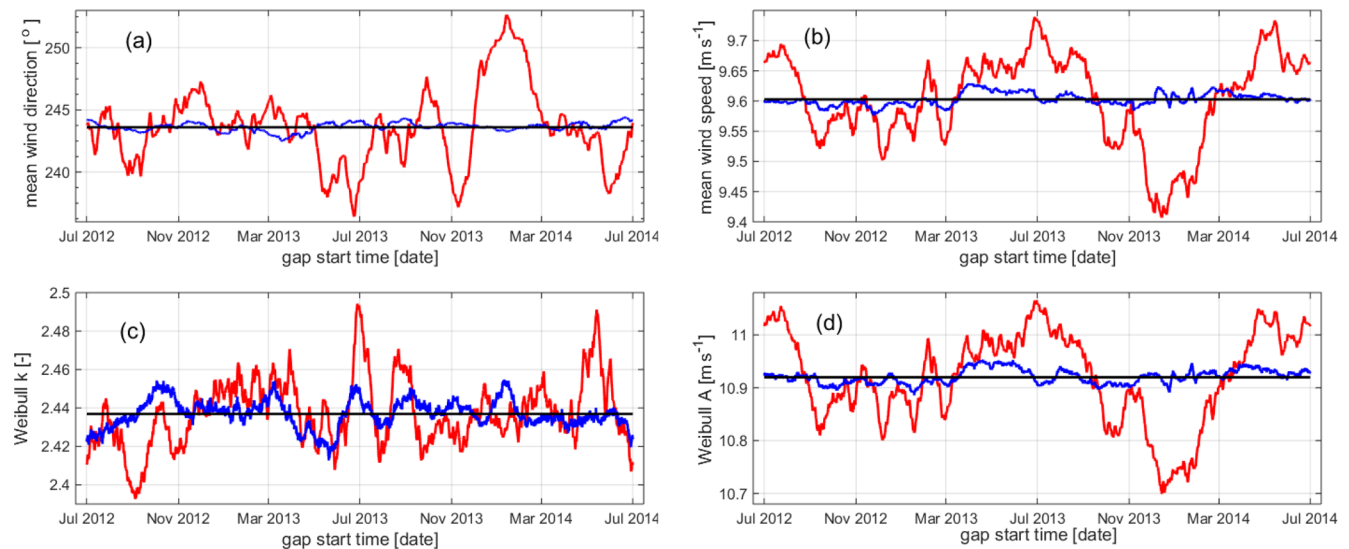 (a)
mean wind direction [ ° ]
250
245
240
Jul 2012 Nov 2012 Mar 2013 Jul 2013 Nov 2013 Mar 2014 Jul 2014
gap start time [date]
(b)
mean wind speed [m s⁻¹]
9.7
9.65
9.6
9.55
9.5
9.45
9.4
Jul 2012 Nov 2012 Mar 2013 Jul 2013 Nov 2013 Mar 2014 Jul 2014
gap start time [date]
(c)
Weibull k [-]
2.5
2.48
2.46
2.44
2.42
2.4
Jul 2012 Nov 2012 Mar 2013 Jul 2013 Nov 2013 Mar 2014 Jul 2014
gap start time [date]
(d)
Weibull A [m s⁻¹]
11
10.9
10.8
10.7
Jul 2012 Nov 2012 Mar 2013 Jul 2013 Nov 2013 Mar 2014 Jul 2014
gap start time [date]